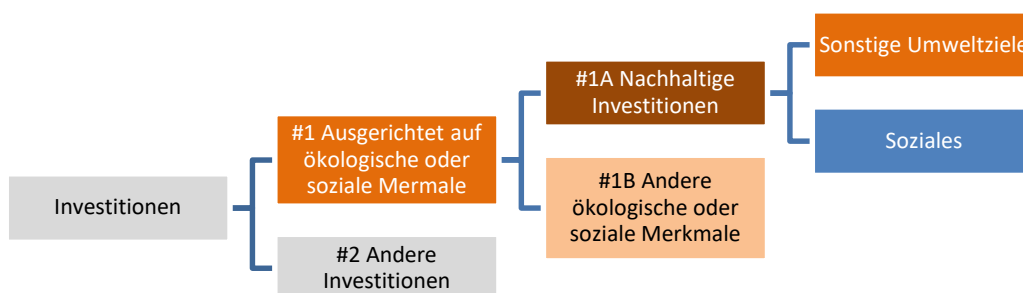 Investitionen
#1 Ausgerichtet auf
ökologische oder
soziale Mermale
#2 Andere
Investitionen
#1A Nachhaltige
Investitionen
#1B Andere
ökologische oder
soziale Merkmale
Sonstige Umweltziele
Soziales